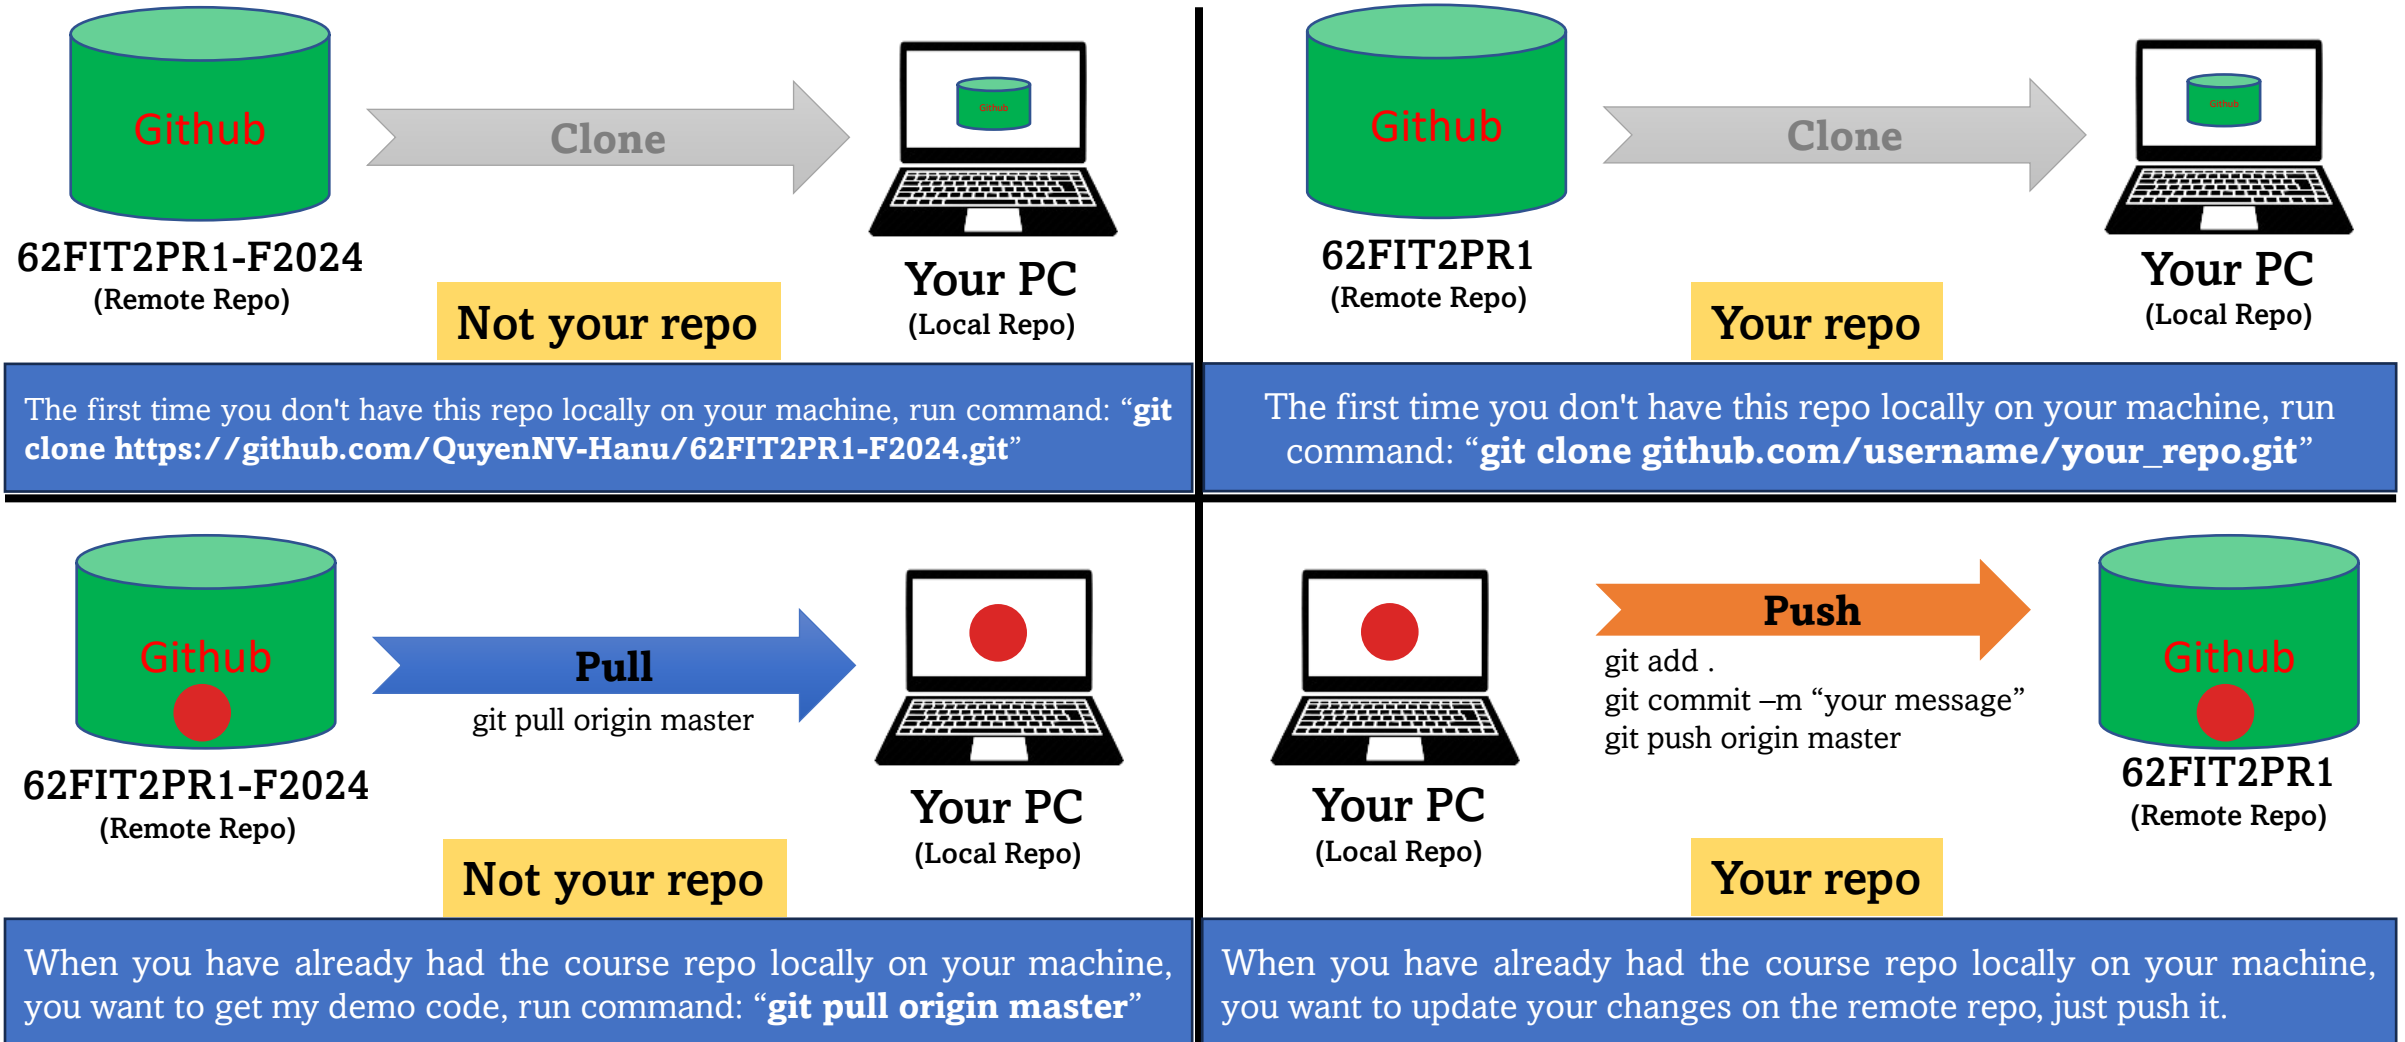 Github
Clone
Github
62FIT2PR1-F2024
(Remote Repo)
Your PC
(Local Repo)
Not your repo
The first time you don't have this repo locally on your machine, run command: “git
clone https://github.com/QuyenNV-Hanu/62FIT2PR1-F2024.git”
Github
Clone
Github
62FIT2PR1
(Remote Repo)
Your PC
(Local Repo)
Your repo
The first time you don't have this repo locally on your machine, run
command: “git clone github.com/username/your_repo.git”
Github
Pull
git pull origin master
62FIT2PR1-F2024
(Remote Repo)
Your PC
(Local Repo)
Not your repo
When you have already had the course repo locally on your machine,
you want to get my demo code, run command: “git pull origin master”
Push
git add .
git commit –m “your message”
git push origin master
Github
Your PC
(Local Repo)
62FIT2PR1
(Remote Repo)
Your repo
When you have already had the course repo locally on your machine,
you want to update your changes on the remote repo, just push it.